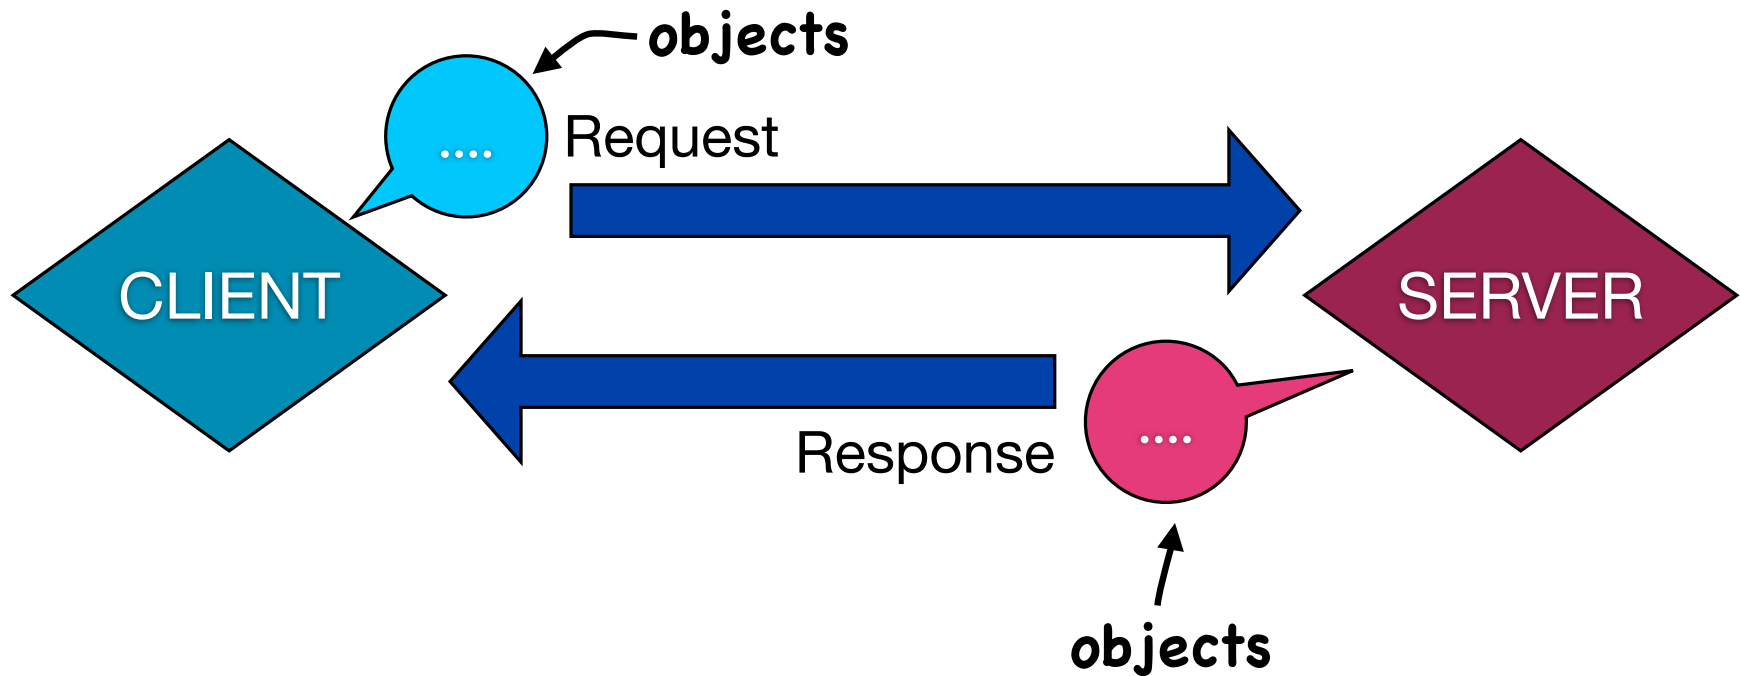 objects
Request
....
CLIENT
SERVER
....
Response
objects